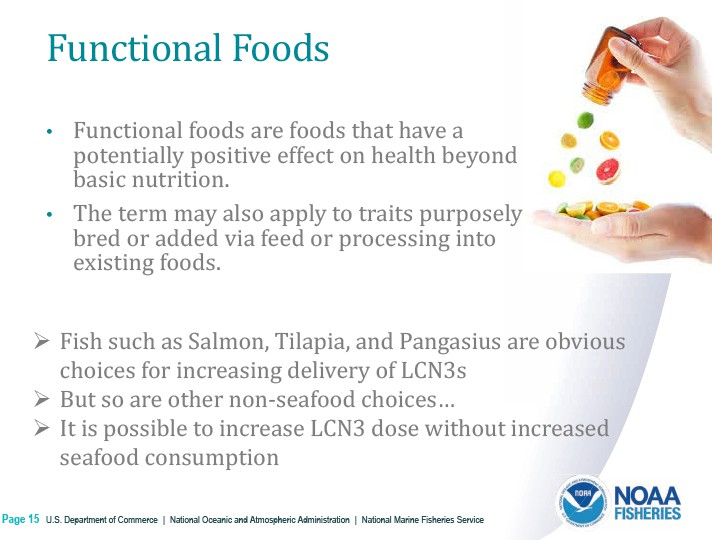 Functional Foods
• Functional foods are foods that have a
potentially positive effect on health beyond
basic nutrition.
• The term may also apply to traits purposely
bred or added via feed or processing into
existing foods.
➢ Fish such as Salmon, Tilapia, and Pangasius are obvious
choices for increasing delivery of LCN3s
➢ But so are other non-seafood choices…
➢ It is possible to increase LCN3 dose without increased
seafood consumption
NOAA
NOAA
FISHERIES
Page 15 U.S. Department of Commerce | National Oceanic and Atmospheric Administration | National Marine Fisheries Service